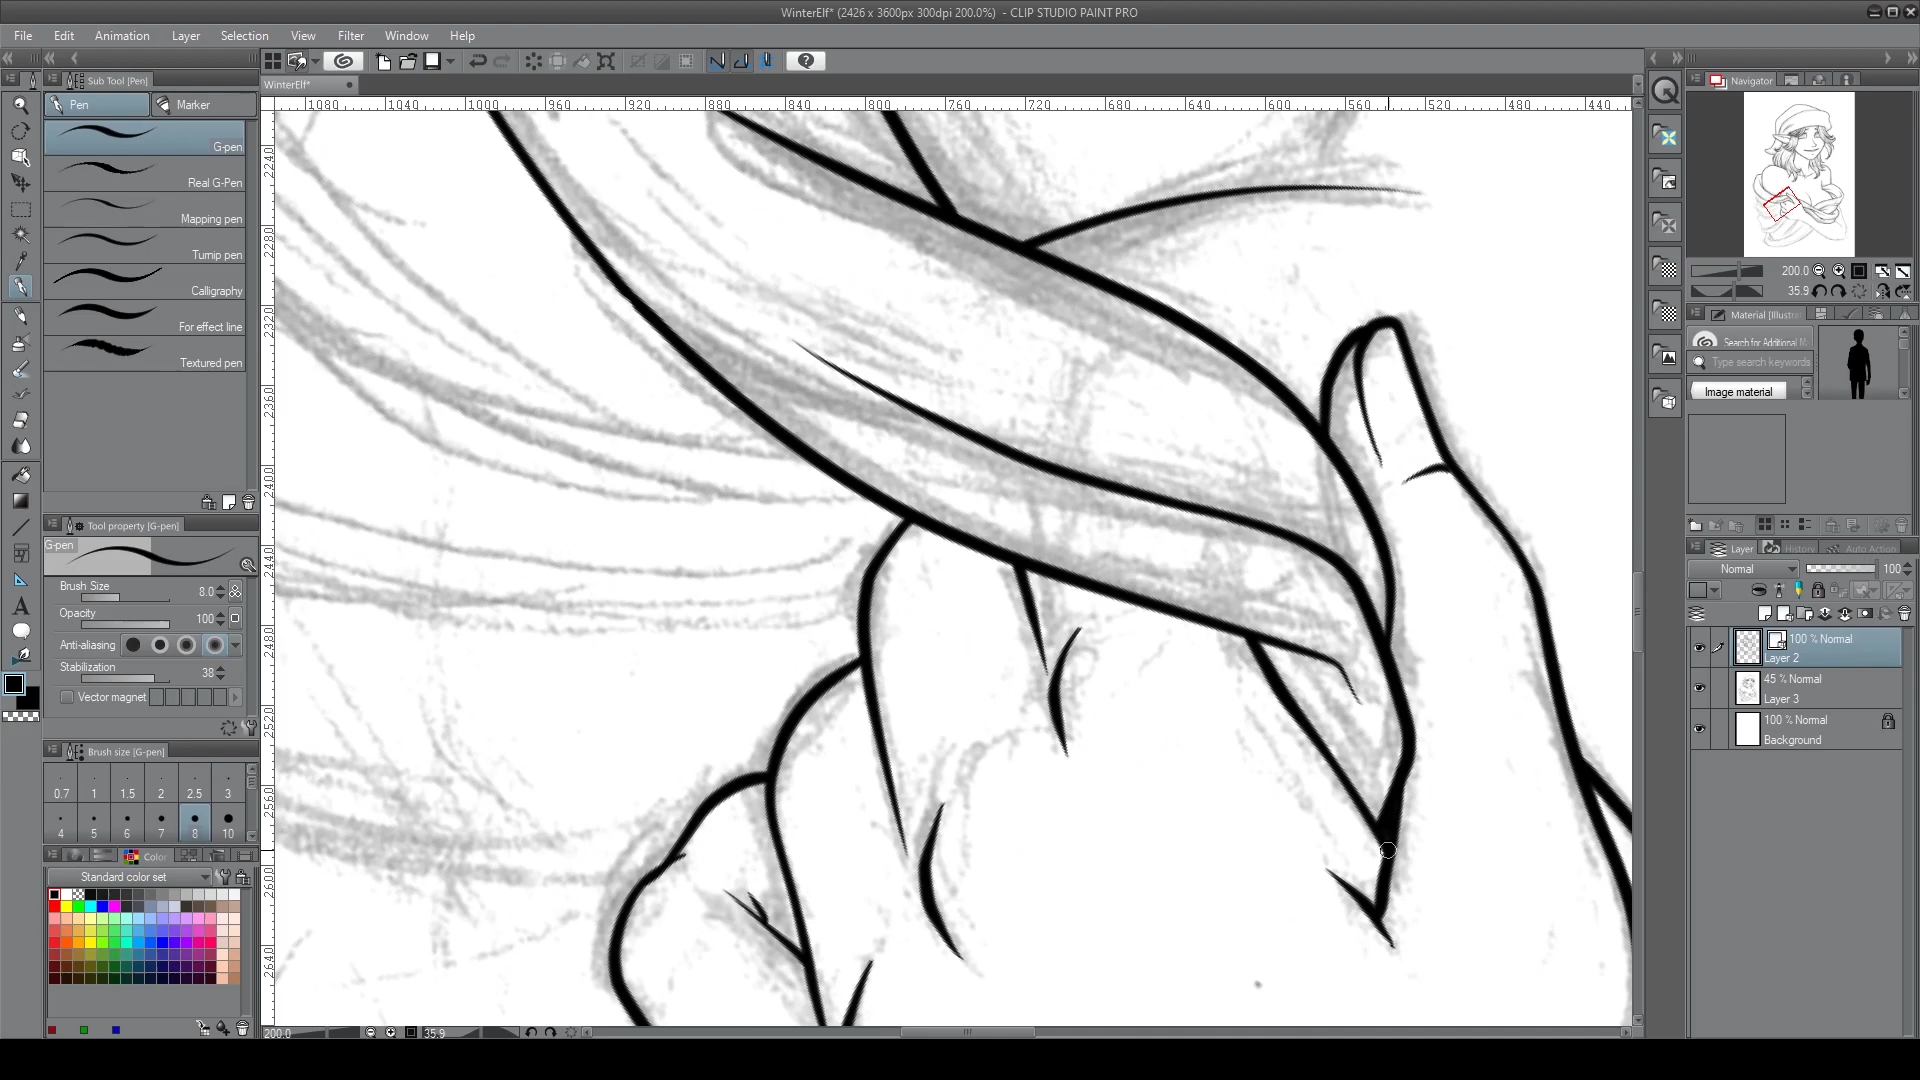 WinterElf* (2426 x 3600px 300dpi 200.0%)  - CLIP STUDIO PAINT PRO
File Edit Animation Layer Selection View Filter Window Help
Sub Tool [Pen]
Pen Marker
G-pen
Real G-Pen
Mapping pen
Turnip pen
Calligraphy
For effect line
Textured pen
Tool property [G-pen]
G-pen
Brush Size 8.0
Opacity 100
Anti-aliasing
Stabilization 38
Vector magnet
Brush size [G-pen]
0.7 1 1.5 2 2.5 3
4 5 6 7 8 10
Color
Standard color set
WinterElf*
1080 1040 1000 960 920 880 840 800 760 720 680 640 600 560 520 480 440
2240
2280
2320
2360
2400
2440
2480
2520
2560
2600
2640
200.0 35.9
Navigator
200.0
35.9
Material [Illustra
Search for Additional M
Type search keywords
Image material
Layer History Auto Action
Normal 100
100 % Normal
Layer 2
45 % Normal
Layer 3
100 % Normal
Background